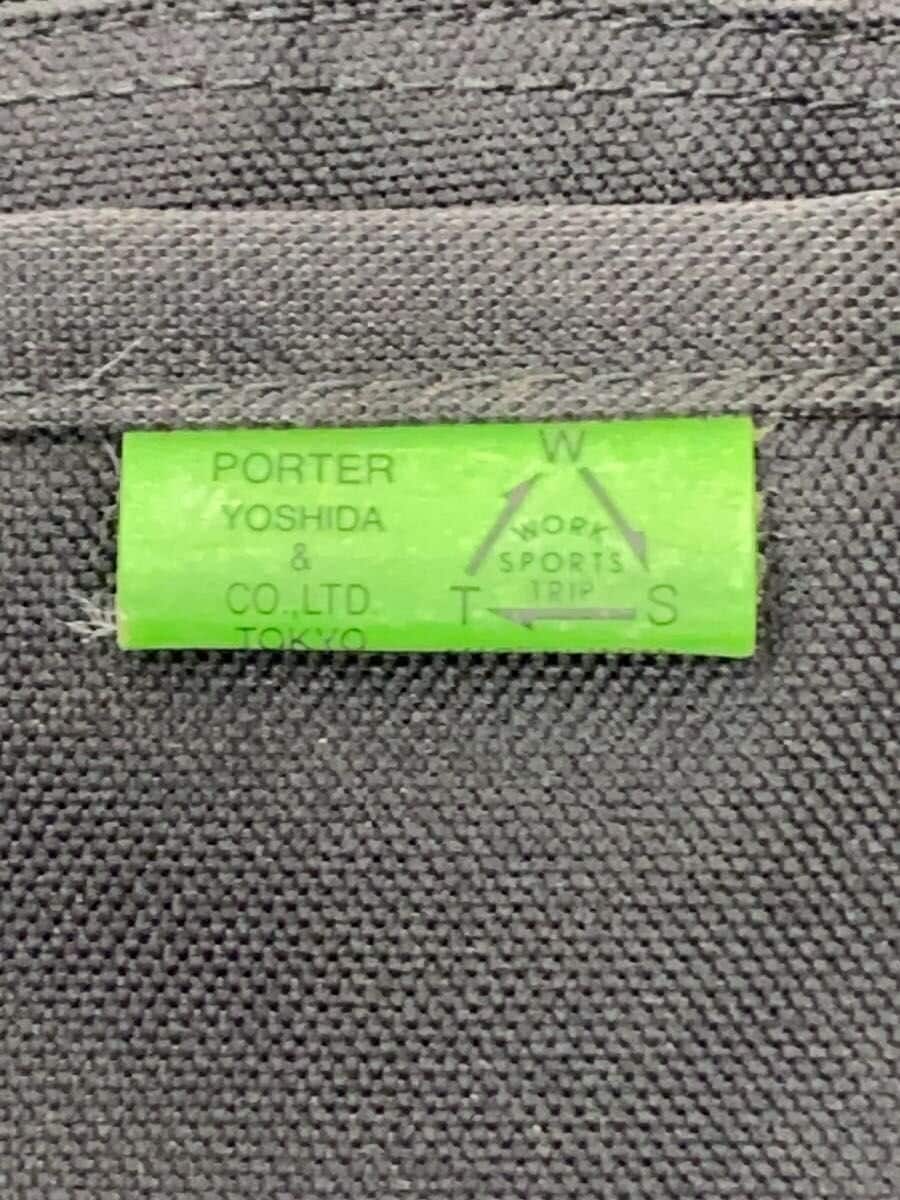 PORTER
YOSHIDA
&
CO.,LTD
TOKYO
W
WORK
SPORTS
TRIP
T
S